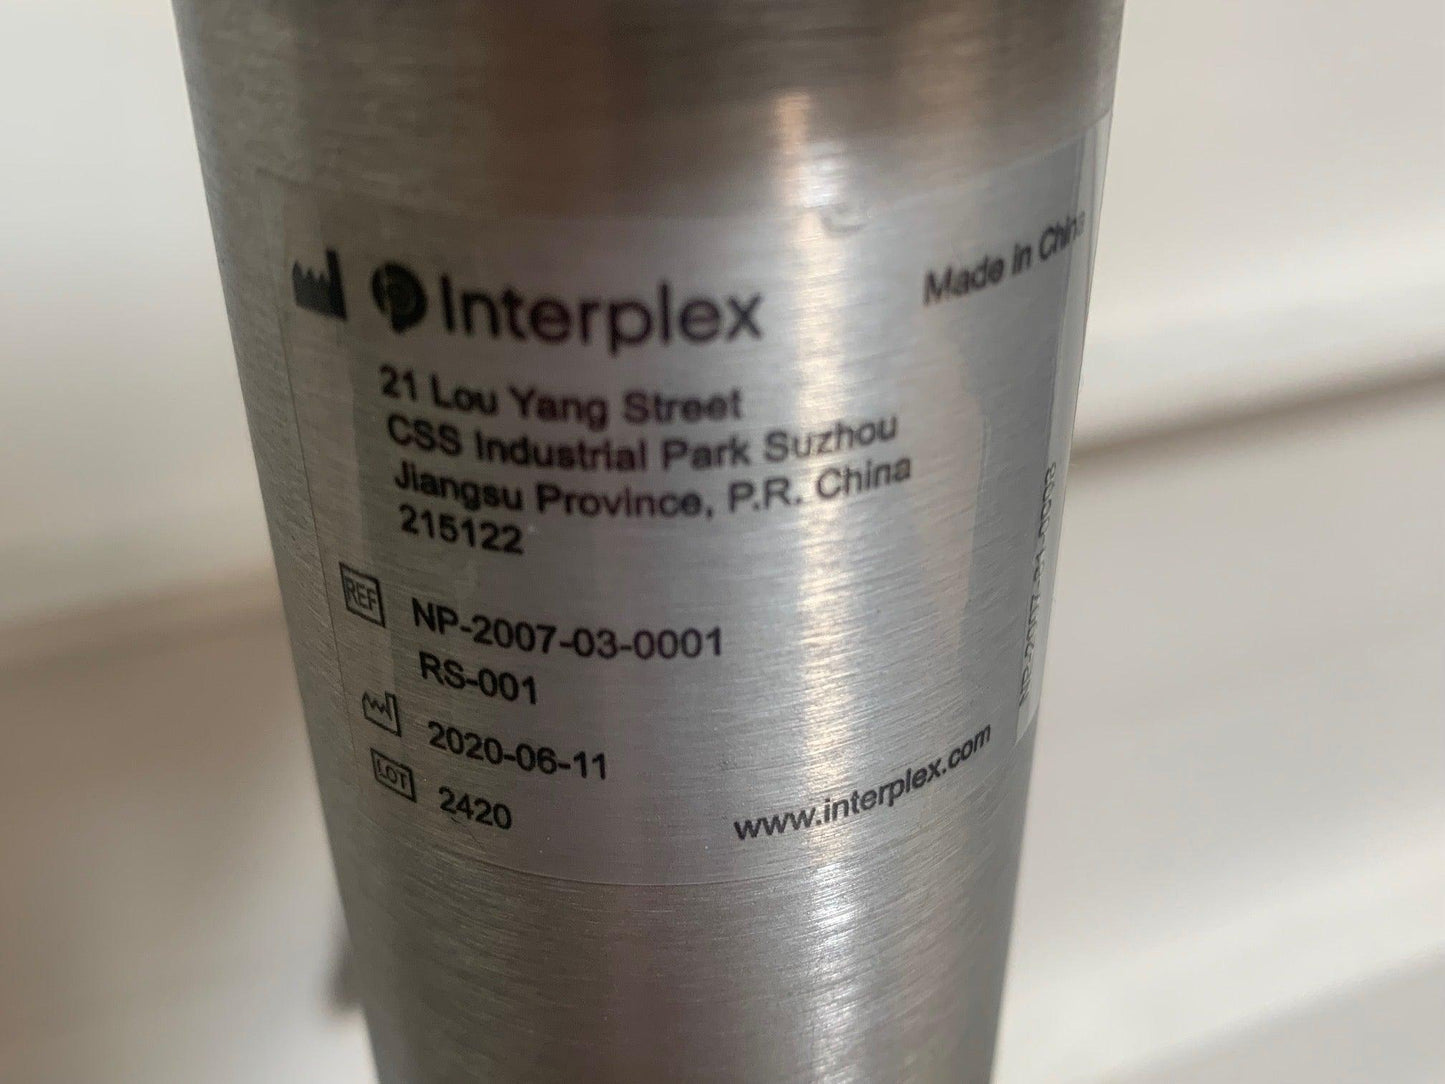 Interplex
Made in China
21 Lou Yang Street
CSS Industrial Park Suzhou
Jiangsu Province, P.R. China
215122
REF NP-2007-03-0001
RS-001
2020-06-11
LOT 2420
www.interplex.com